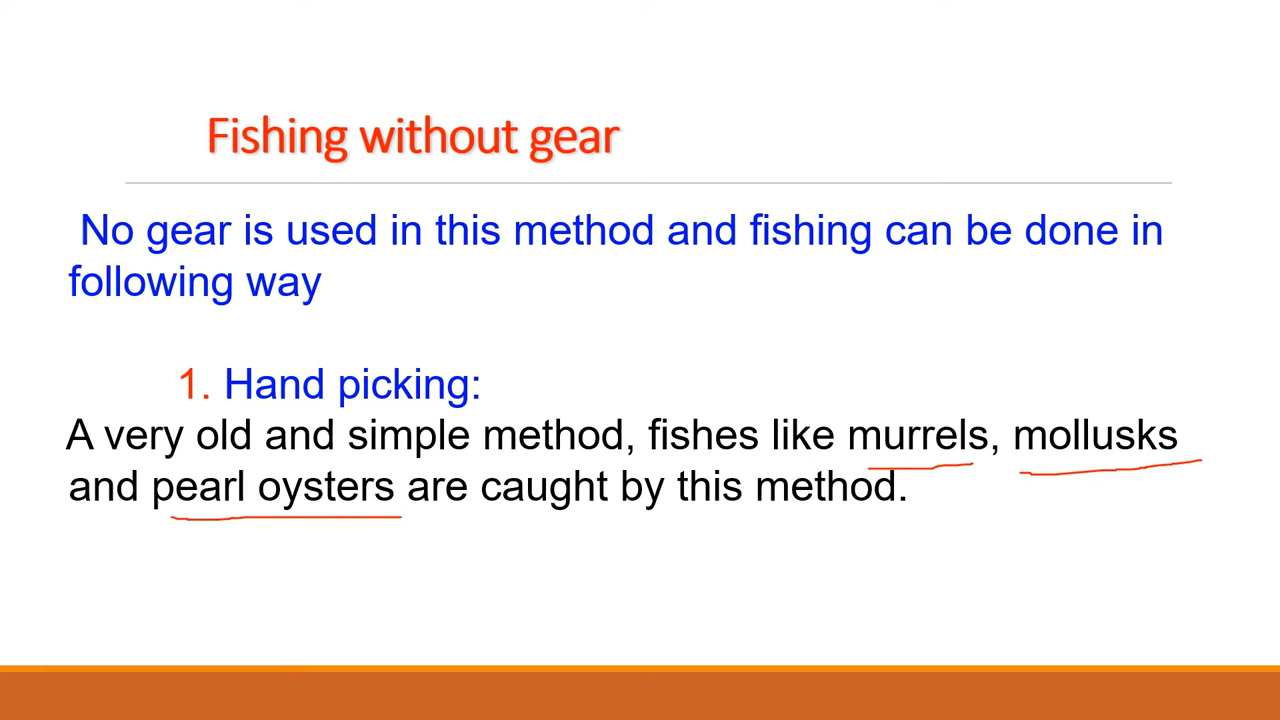 Fishing without gear
No gear is used in this method and fishing can be done in
following way
1. Hand picking:
A very old and simple method, fishes like murrels, mollusks
and pearl oysters are caught by this method.